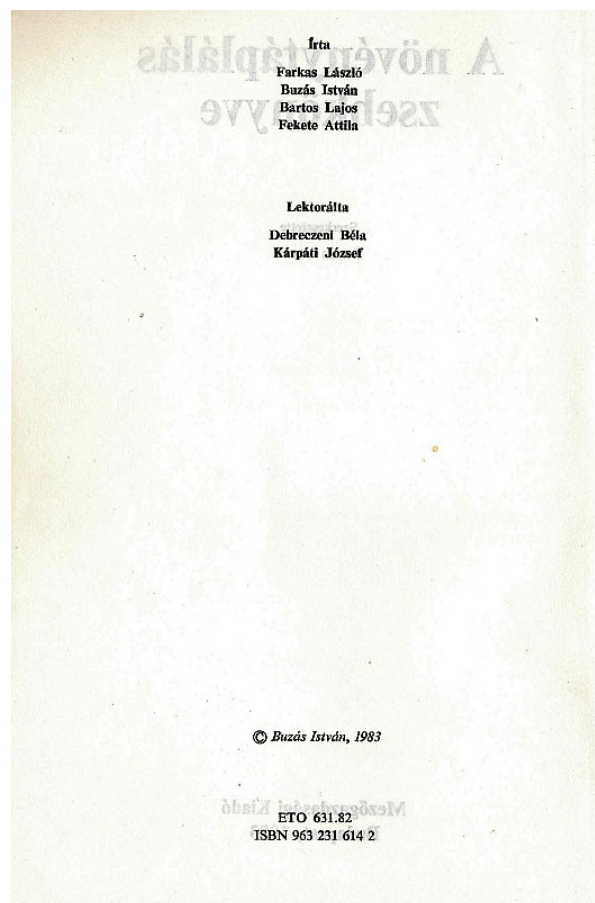 Írta
Farkas László
Buzás István
Bartos Lajos
Fekete Attila
Lektorálta
Debreczeni Béla
Kárpáti József
© Buzás István, 1983
ETO 631.82
ISBN 963 231 614 2